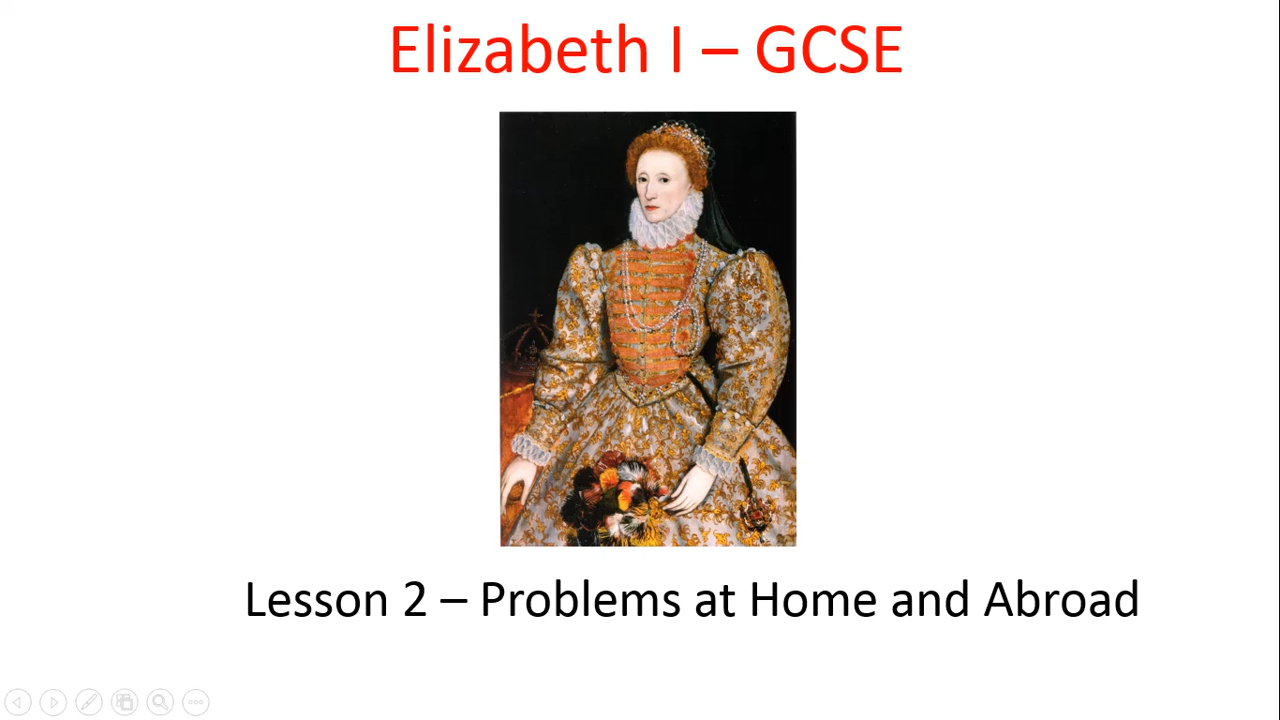 Elizabeth I – GCSE
Lesson 2 – Problems at Home and Abroad